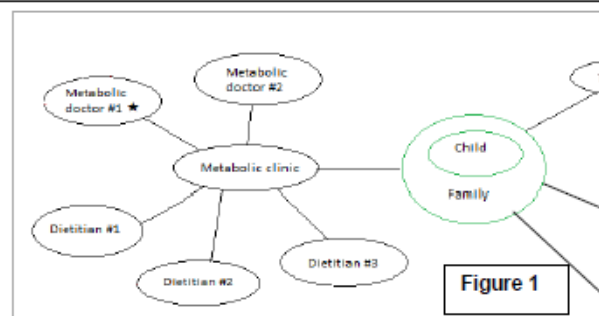 Metabolic
doctor #2
Metabolic
doctor #1 ★
Child
Metabolic clinic
Family
Dietitian #1
Dietitian #3
Dietitian #2
Figure 1